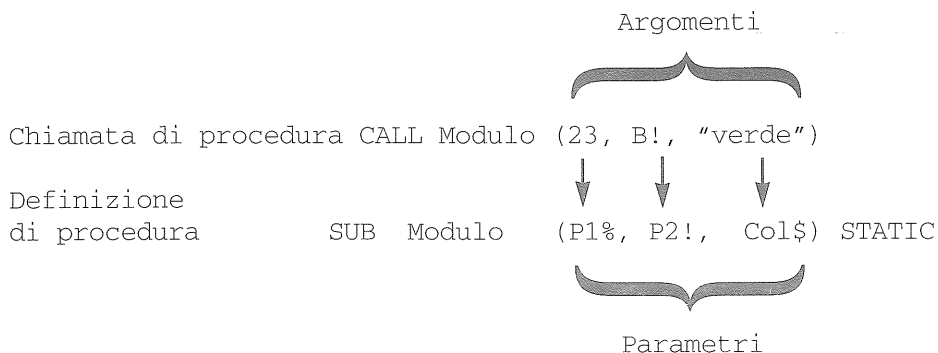 Argomenti
Chiamata di procedura CALL Modulo (23, B!, "verde")
Definizione
di procedura SUB Modulo (P1%, P2!, Col$) STATIC
Parametri